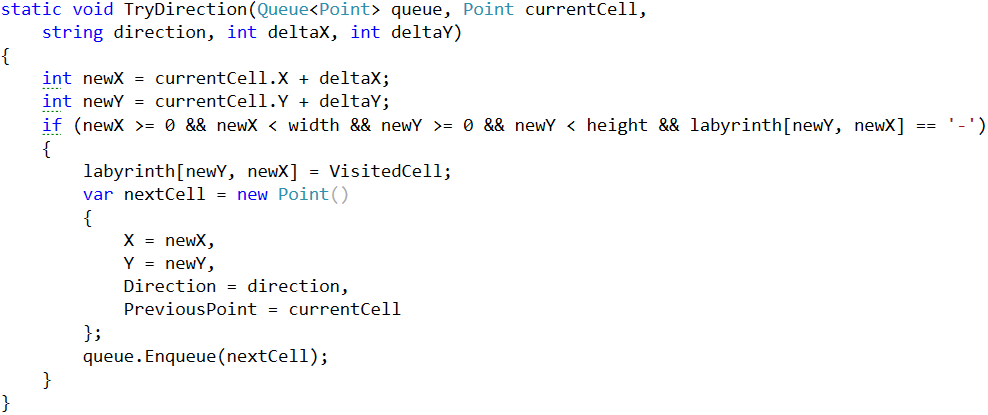 static void TryDirection(Queue<Point> queue, Point currentCell,
    string direction, int deltaX, int deltaY)
{
    int newX = currentCell.X + deltaX;
    int newY = currentCell.Y + deltaY;
    if (newX >= 0 && newX < width && newY >= 0 && newY < height && labyrinth[newY, newX] == '-')
    {
        labyrinth[newY, newX] = VisitedCell;
        var nextCell = new Point()
        {
            X = newX,
            Y = newY,
            Direction = direction,
            PreviousPoint = currentCell
        };
        queue.Enqueue(nextCell);
    }
}